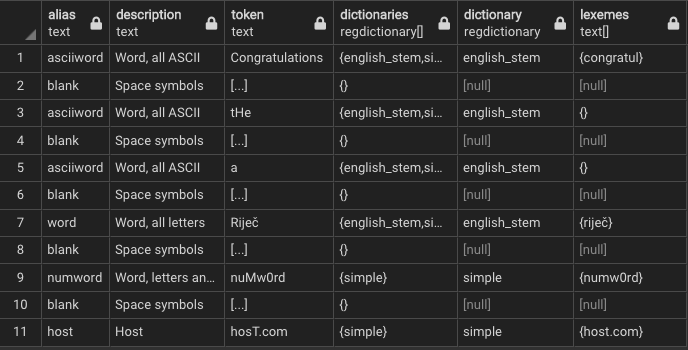 alias description token dictionaries dictionary lexemes
text text text regdictionary[] regdictionary text[]
1 asciiword Word, all ASCII Congratulations {english_stem,si... english_stem {congratul}
2 blank Space symbols [...] {} [null] [null]
3 asciiword Word, all ASCII tHe {english_stem,si... english_stem {}
4 blank Space symbols [...] {} [null] [null]
5 asciiword Word, all ASCII a {english_stem,si... english_stem {}
6 blank Space symbols [...] {} [null] [null]
7 word Word, all letters Riječ {english_stem,si... english_stem {riječ}
8 blank Space symbols [...] {} [null] [null]
9 numword Word, letters an... nuMw0rd {simple} simple {numw0rd}
10 blank Space symbols [...] {} [null] [null]
11 host Host hosT.com {simple} simple {host.com}